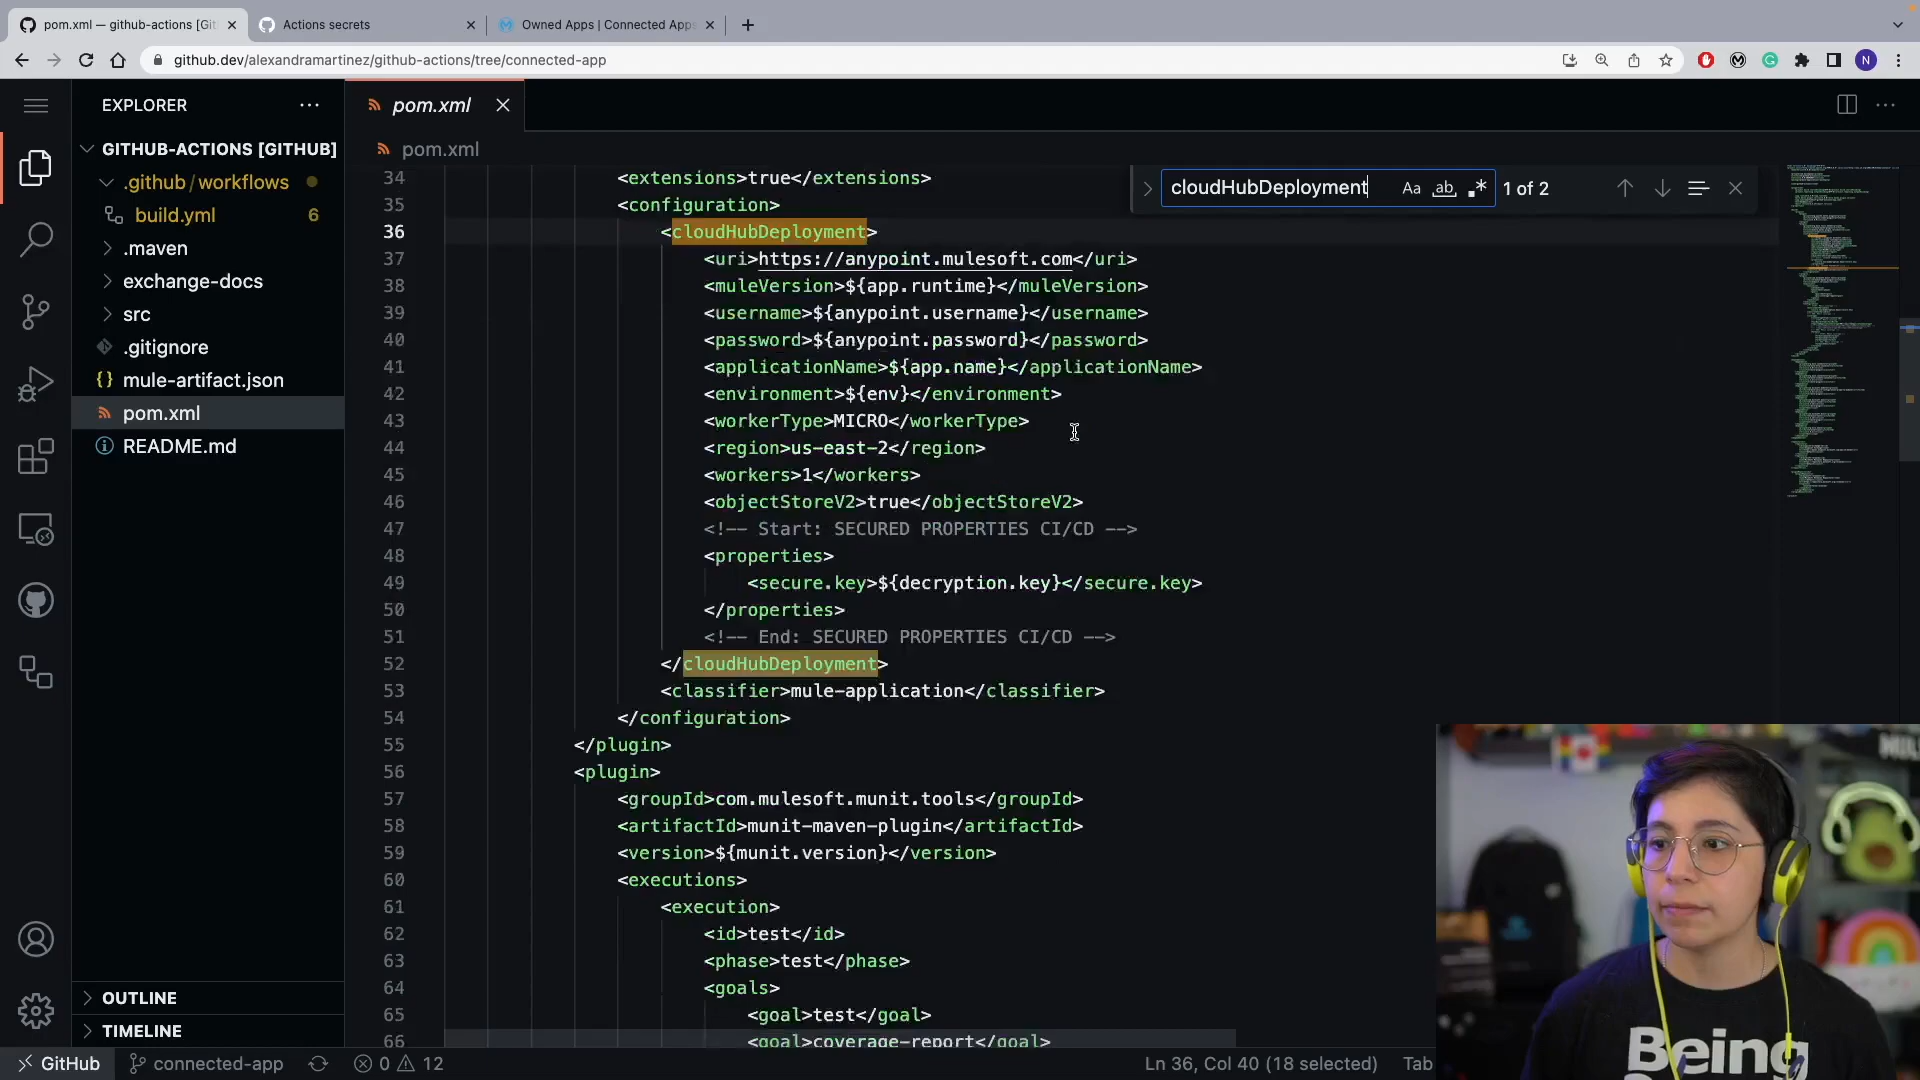 pom.xml — github-actions [Git
Actions secrets
Owned Apps | Connected Apps
github.dev/alexandramartinez/github-actions/tree/connected-app
N
EXPLORER
pom.xml
GITHUB-ACTIONS [GITHUB]
.github/workflows
build.yml 6
.maven
exchange-docs
src
.gitignore
mule-artifact.json
pom.xml
README.md
OUTLINE
TIMELINE
pom.xml
cloudHubDeployment Aa ab 1 of 2
34 <extensions>true</extensions>
35 <configuration>
36 <cloudHubDeployment>
37 <uri>https://anypoint.mulesoft.com</uri>
38 <muleVersion>${app.runtime}</muleVersion>
39 <username>${anypoint.username}</username>
40 <password>${anypoint.password}</password>
41 <applicationName>${app.name}</applicationName>
42 <environment>${env}</environment>
43 <workerType>MICRO</workerType>
44 <region>us-east-2</region>
45 <workers>1</workers>
46 <objectStoreV2>true</objectStoreV2>
47 <!-- Start: SECURED PROPERTIES CI/CD -->
48 <properties>
49 <secure.key>${decryption.key}</secure.key>
50 </properties>
51 <!-- End: SECURED PROPERTIES CI/CD -->
52 </cloudHubDeployment>
53 <classifier>mule-application</classifier>
54 </configuration>
55 </plugin>
56 <plugin>
57 <groupId>com.mulesoft.munit.tools</groupId>
58 <artifactId>munit-maven-plugin</artifactId>
59 <version>${munit.version}</version>
60 <executions>
61 <execution>
62 <id>test</id>
63 <phase>test</phase>
64 <goals>
65 <goal>test</goal>
66 <goal>coverage-report</goal>
Being
GitHub connected-app 0 12 Ln 36, Col 40 (18 selected) Tab